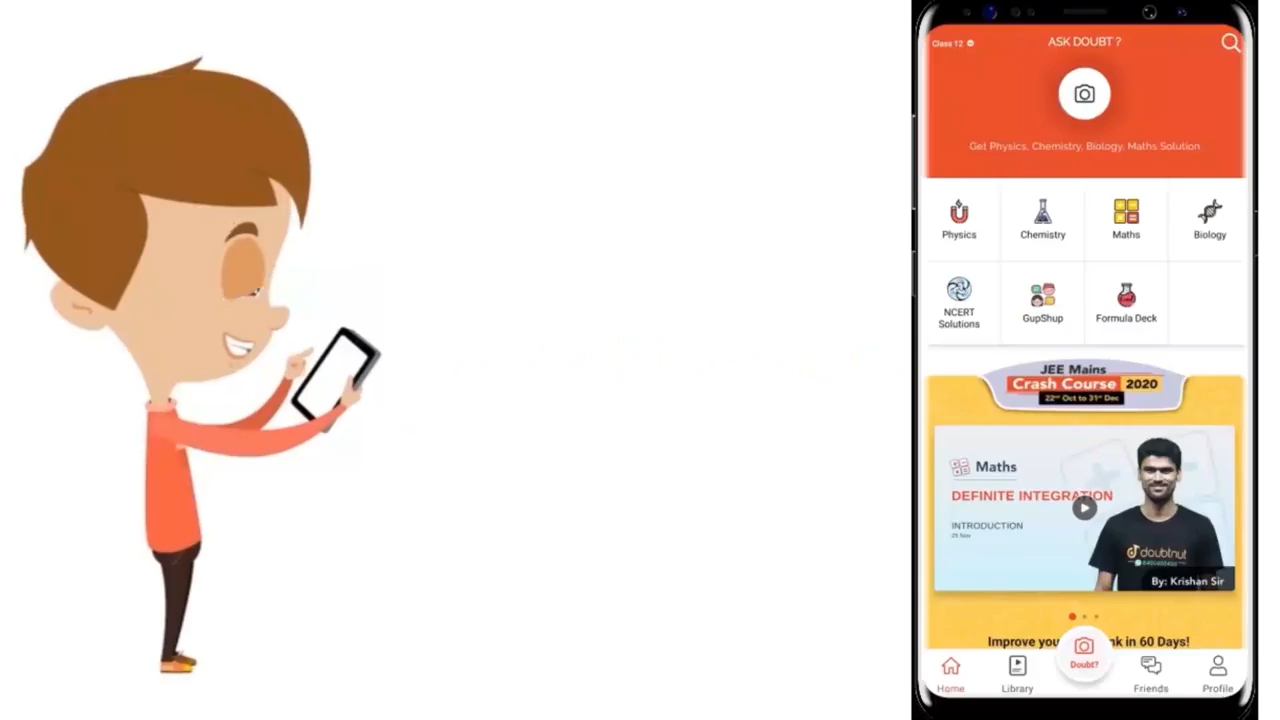 Class 12
ASK DOUBT ?
Get Physics, Chemistry, Biology, Maths Solution
Physics
Chemistry
Maths
Biology
NCERT
Solutions
GupShup
Formula Deck
JEE Mains
Crash Course 2020
22nd Oct to 31st Dec
Maths
DEFINITE INTEGRATION
INTRODUCTION
25 Nov
doubtnut
By: Krishan Sir
in 60 Days!
Doubt?
Home
Library
Friends
Profile